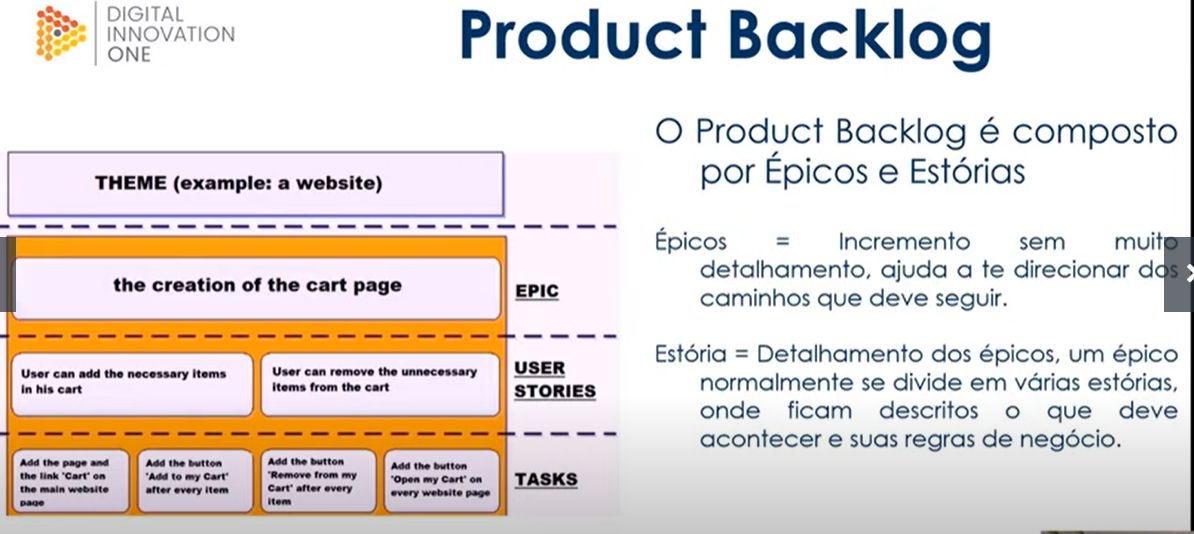 DIGITAL
INNOVATION
ONE
Product Backlog
THEME (example: a website)
the creation of the cart page
EPIC
User can add the necessary items
in his cart
User can remove the unnecessary
items from the cart
USER
STORIES
Add the page and
the link 'Cart' on
the main website
page
Add the button
'Add to my Cart'
after every item
Add the button
'Remove from my
Cart' after every
item
Add the button
'Open my Cart' on
every website page
TASKS
O Product Backlog é composto
por Épicos e Estórias
Épicos = Incremento sem muito
detalhamento, ajuda a te direcionar dos
caminhos que deve seguir.
Estória = Detalhamento dos épicos, um épico
normalmente se divide em várias estórias,
onde ficam descritos o que deve
acontecer e suas regras de negócio.